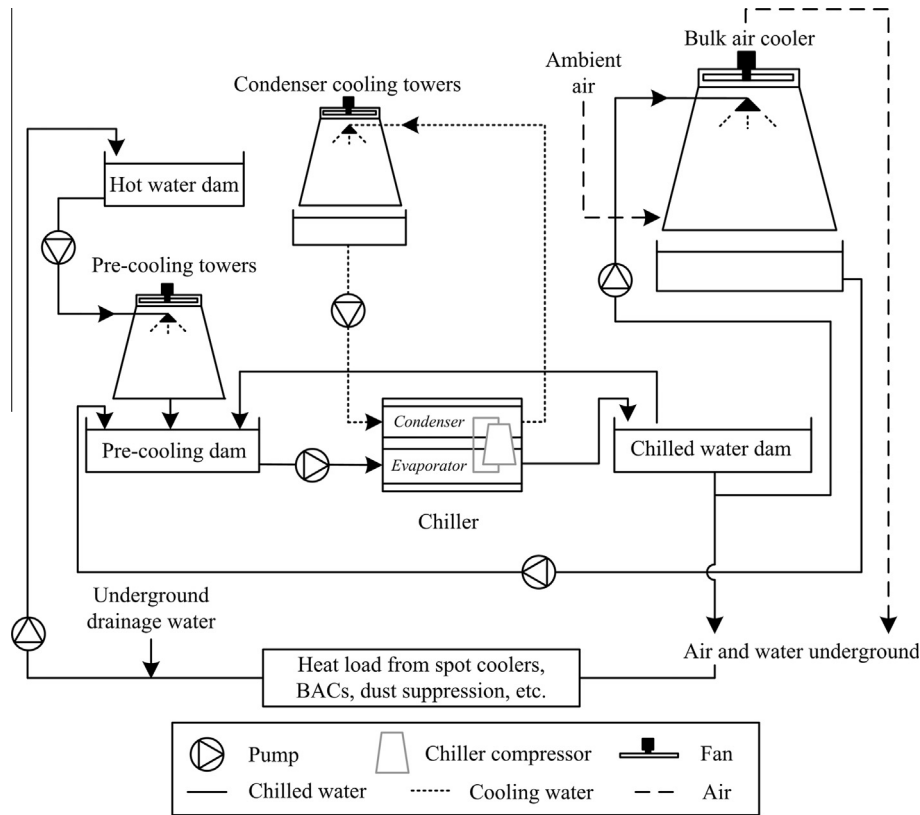 Bulk air cooler
Ambient
air
Condenser cooling towers
Hot water dam
Pre-cooling towers
Condenser
Pre-cooling dam
Evaporator
Chilled water dam
Chiller
Underground
drainage water
Air and water underground
Heat load from spot coolers,
BACs, dust suppression, etc.
Pump
Chiller compressor
Fan
Chilled water
Cooling water
Air